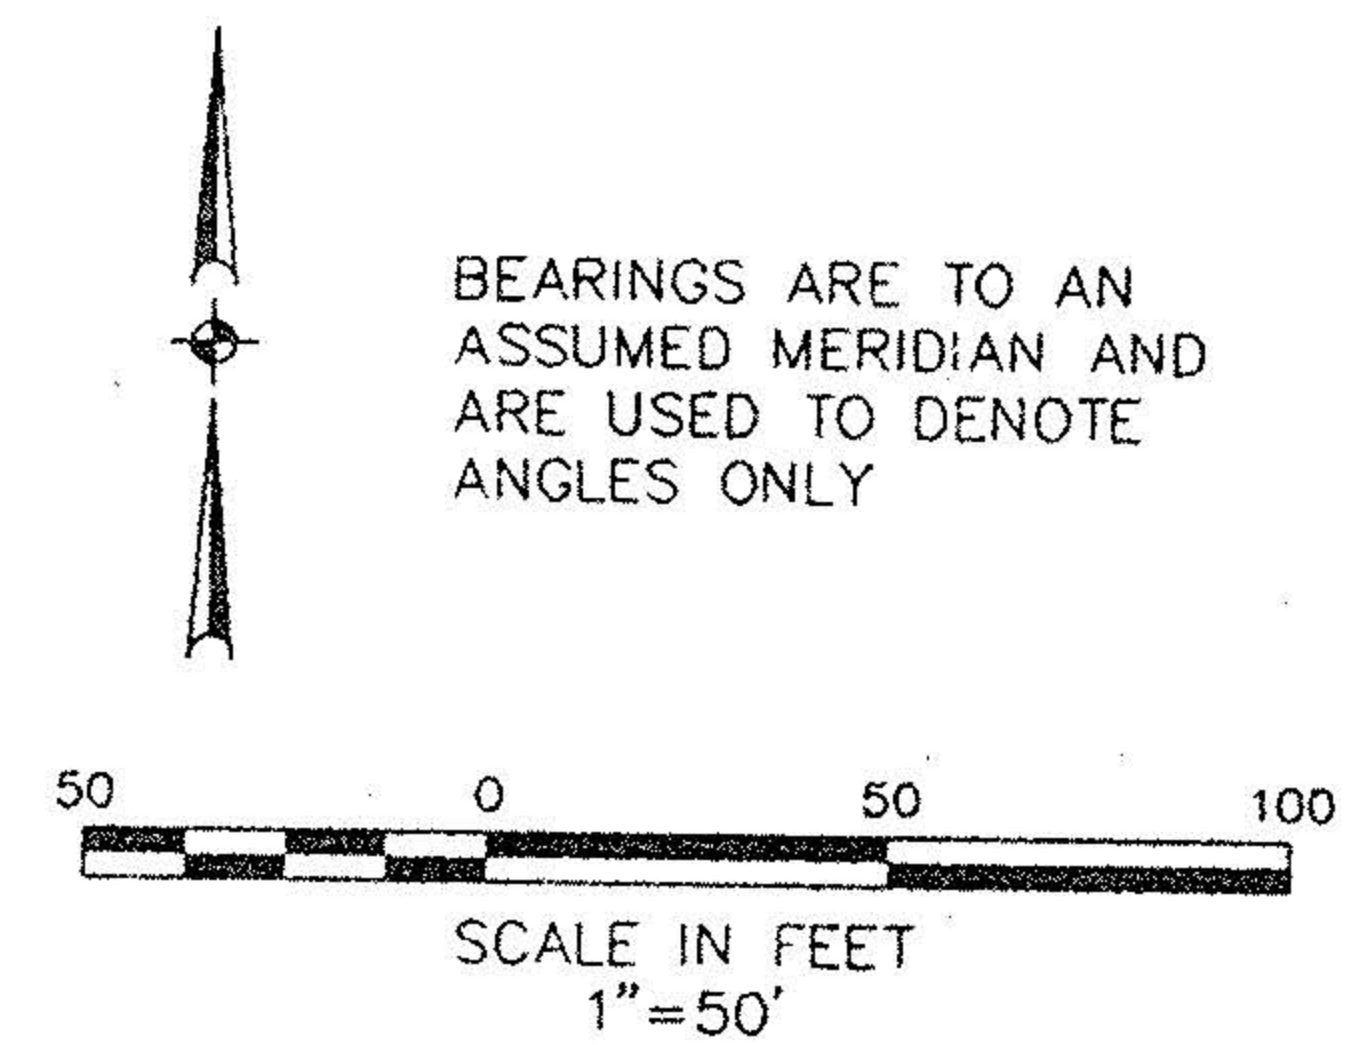 BEARINGS ARE TO AN
ASSUMED MERIDIAN AND
ARE USED TO DENOTE
ANGLES ONLY
50 0 50 100
SCALE IN FEET
1"=50'